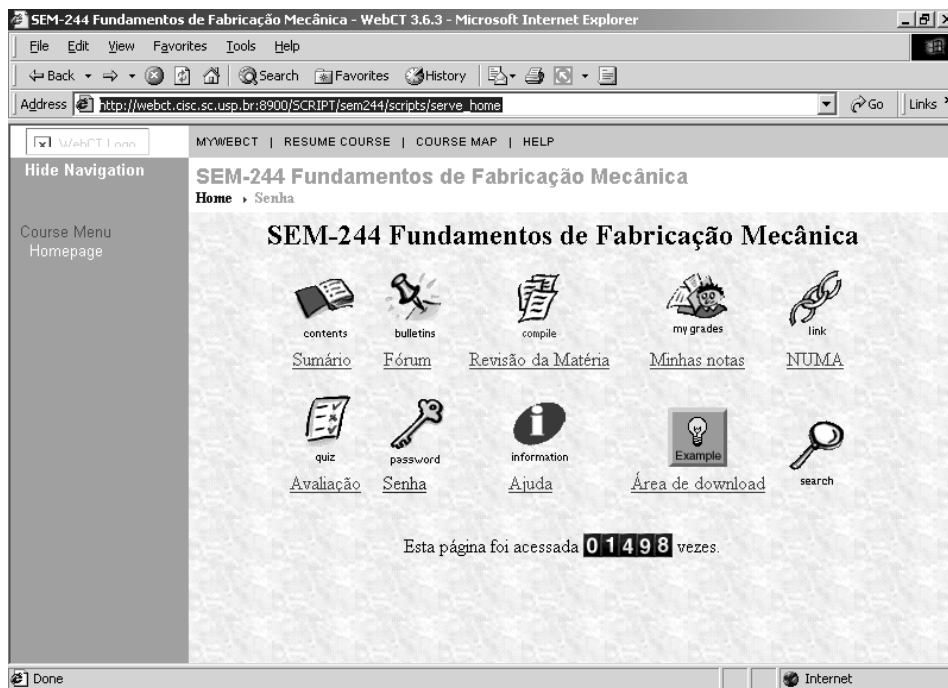 SEM-244 Fundamentos de Fabricação Mecânica - WebCT 3.6.3 - Microsoft Internet Explorer
File Edit View Favorites Tools Help
Back Search Favorites History
Address http://webct.cisc.sc.usp.br:8900/SCRIPT/sem244/scripts/serve_home Go Links
WebCT Logo MYWEBCT | RESUME COURSE | COURSE MAP | HELP
Hide Navigation
SEM-244 Fundamentos de Fabricação Mecânica
Home Senha
Course Menu
Homepage
SEM-244 Fundamentos de Fabricação Mecânica
contents bulletins compile my grades link
Sumário Fórum Revisão da Matéria Minhas notas NUMA
Example
quiz password information search
Avaliação Senha Ajuda Área de download
Esta página foi acessada 01498 vezes.
Done Internet